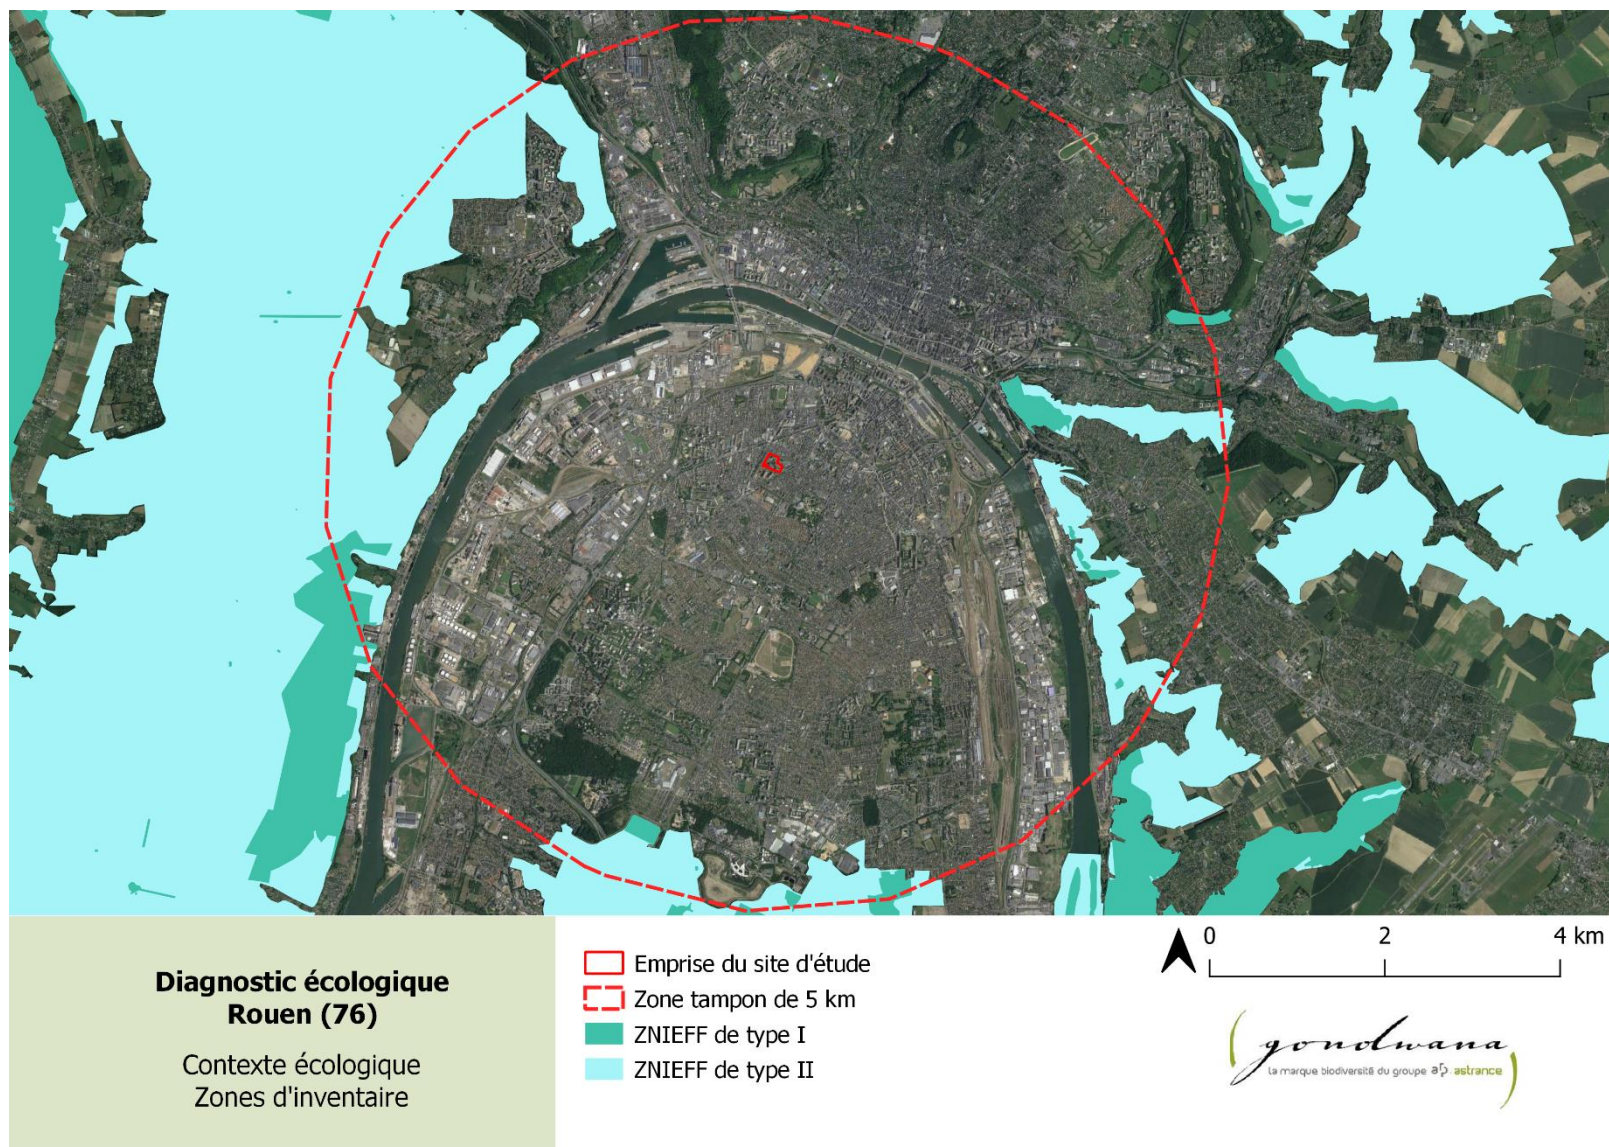 Diagnostic écologique
Rouen (76)
Contexte écologique
Zones d'inventaire
Emprise du site d'étude
Zone tampon de 5 km
ZNIEFF de type I
ZNIEFF de type II
0 2 4 km
gondwana
la marque biodiversité du groupe arp. astrance